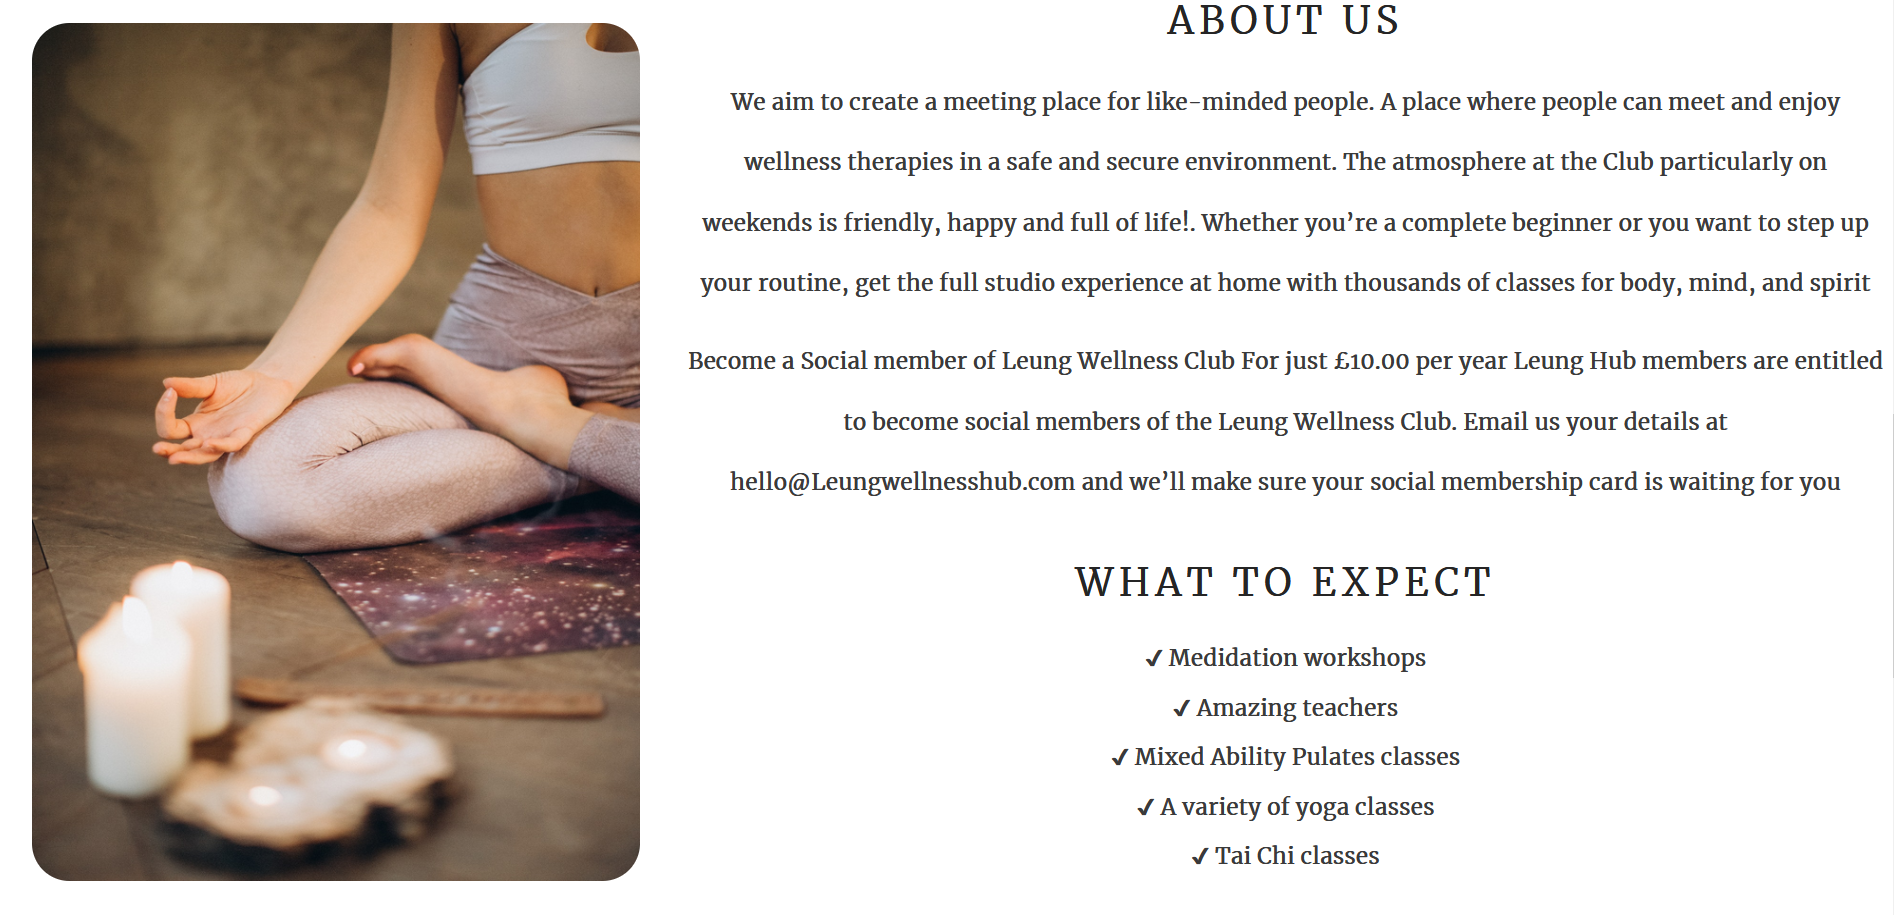 ABOUT US
We aim to create a meeting place for like-minded people. A place where people can meet and enjoy
wellness therapies in a safe and secure environment. The atmosphere at the Club particularly on
weekends is friendly, happy and full of life!. Whether you’re a complete beginner or you want to step up
your routine, get the full studio experience at home with thousands of classes for body, mind, and spirit
Become a Social member of Leung Wellness Club For just £10.00 per year Leung Hub members are entitled
to become social members of the Leung Wellness Club. Email us your details at
hello@Leungwellnesshub.com and we’ll make sure your social membership card is waiting for you
WHAT TO EXPECT
✔ Medidation workshops
✔ Amazing teachers
✔ Mixed Ability Pulates classes
✔ A variety of yoga classes
✔ Tai Chi classes